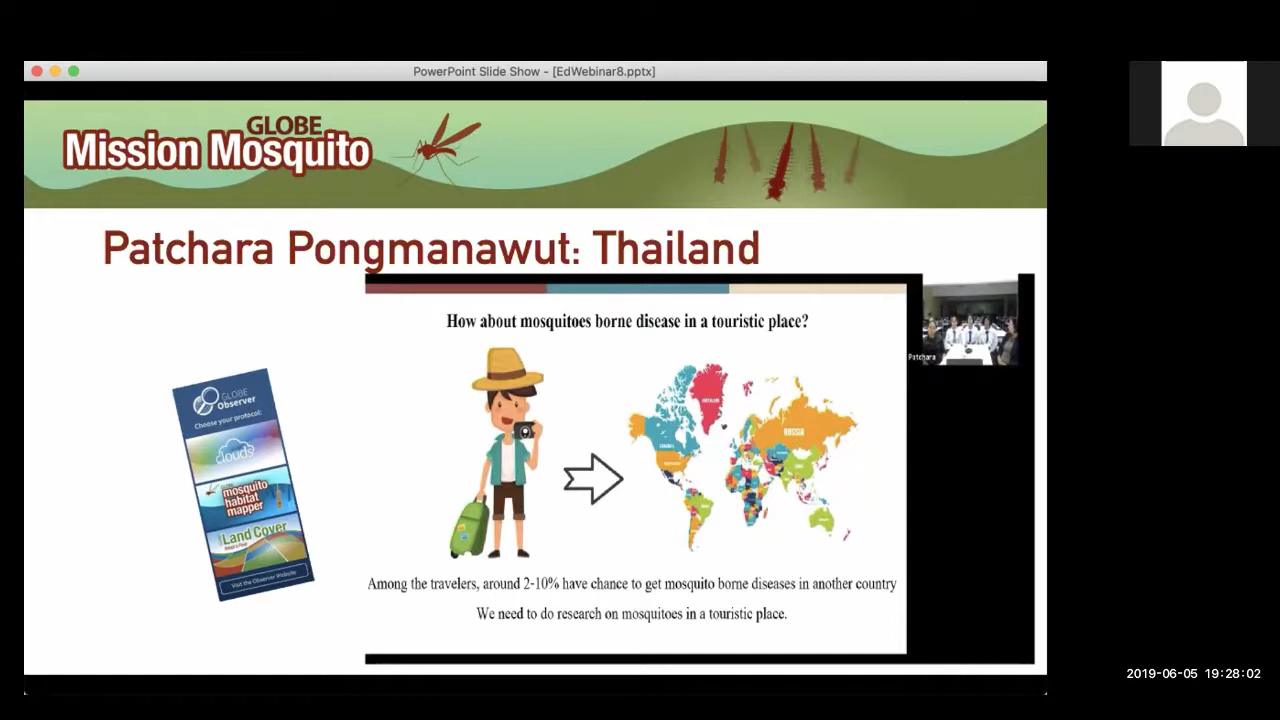 PowerPoint Slide Show - [EdWebinar8.pptx]
GLOBE
Mission Mosquito
Patchara Pongmanawut: Thailand
How about mosquitoes borne disease in a touristic place?
Patchara
GLOBE
Observer
Choose your protocol:
clouds
mosquito
habitat
mapper
Land Cover
Visit the Observer Website
RUSSIA
Among the travelers, around 2-10% have chance to get mosquito borne diseases in another country
We need to do research on mosquitoes in a touristic place.
2019-06-05 19:28:02